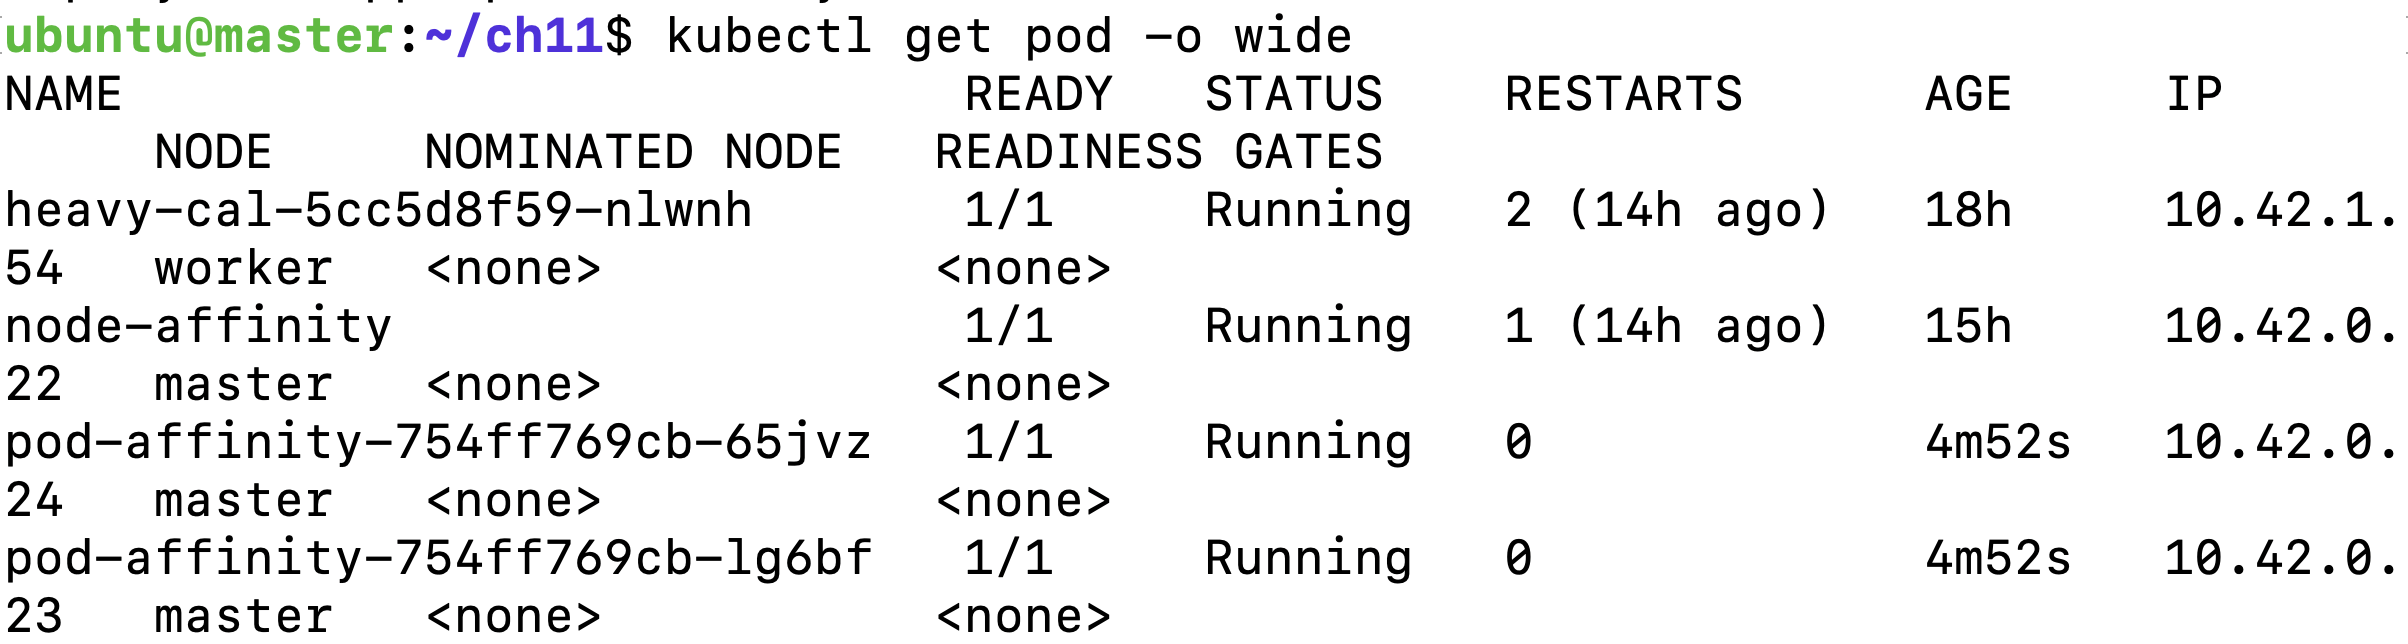 ubuntu@master:~/ch11$ kubectl get pod -o wide
NAME                            READY   STATUS    RESTARTS      AGE     IP
     NODE     NOMINATED NODE   READINESS GATES
heavy-cal-5cc5d8f59-nlwnh       1/1     Running   2 (14h ago)   18h     10.42.1.
54   worker   <none>           <none>
node-affinity                   1/1     Running   1 (14h ago)   15h     10.42.0.
22   master   <none>           <none>
pod-affinity-754ff769cb-65jvz   1/1     Running   0             4m52s   10.42.0.
24   master   <none>           <none>
pod-affinity-754ff769cb-lg6bf   1/1     Running   0             4m52s   10.42.0.
23   master   <none>           <none>